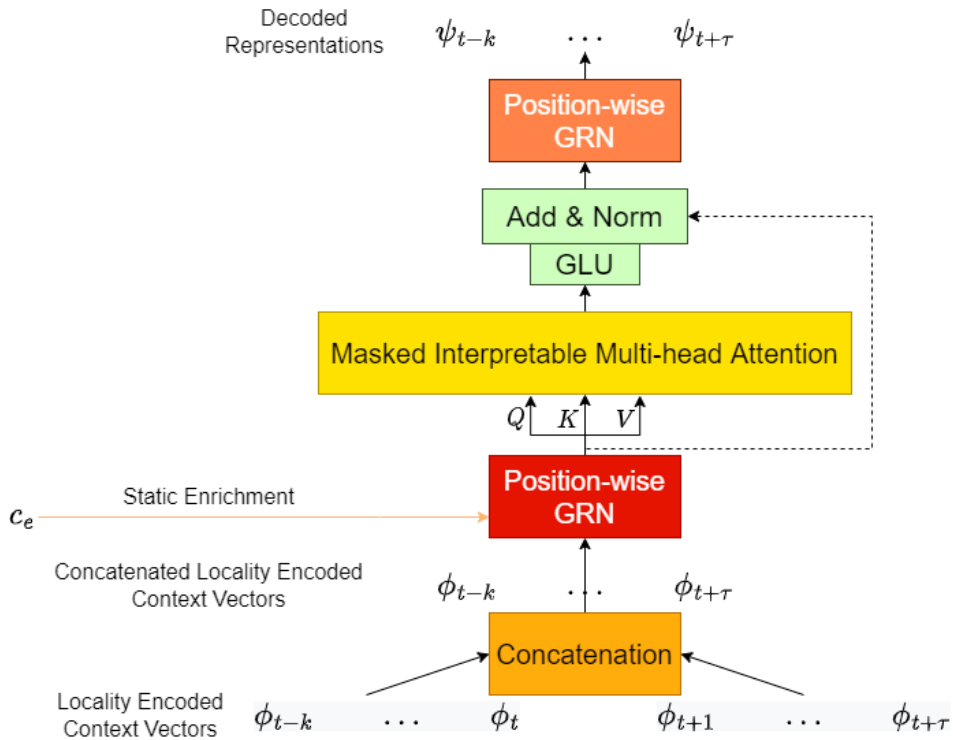 Decoded
Representations
ψ_{t−k} ... ψ_{t+τ}
Position-wise
GRN
Add & Norm
GLU
Masked Interpretable Multi-head Attention
Q K V
Position-wise
GRN
Static Enrichment
c_e
Concatenated Locality Encoded
Context Vectors
ϕ_{t−k} ... ϕ_{t+τ}
Concatenation
Locality Encoded
Context Vectors
ϕ_{t−k} ... ϕ_t ϕ_{t+1} ... ϕ_{t+τ}